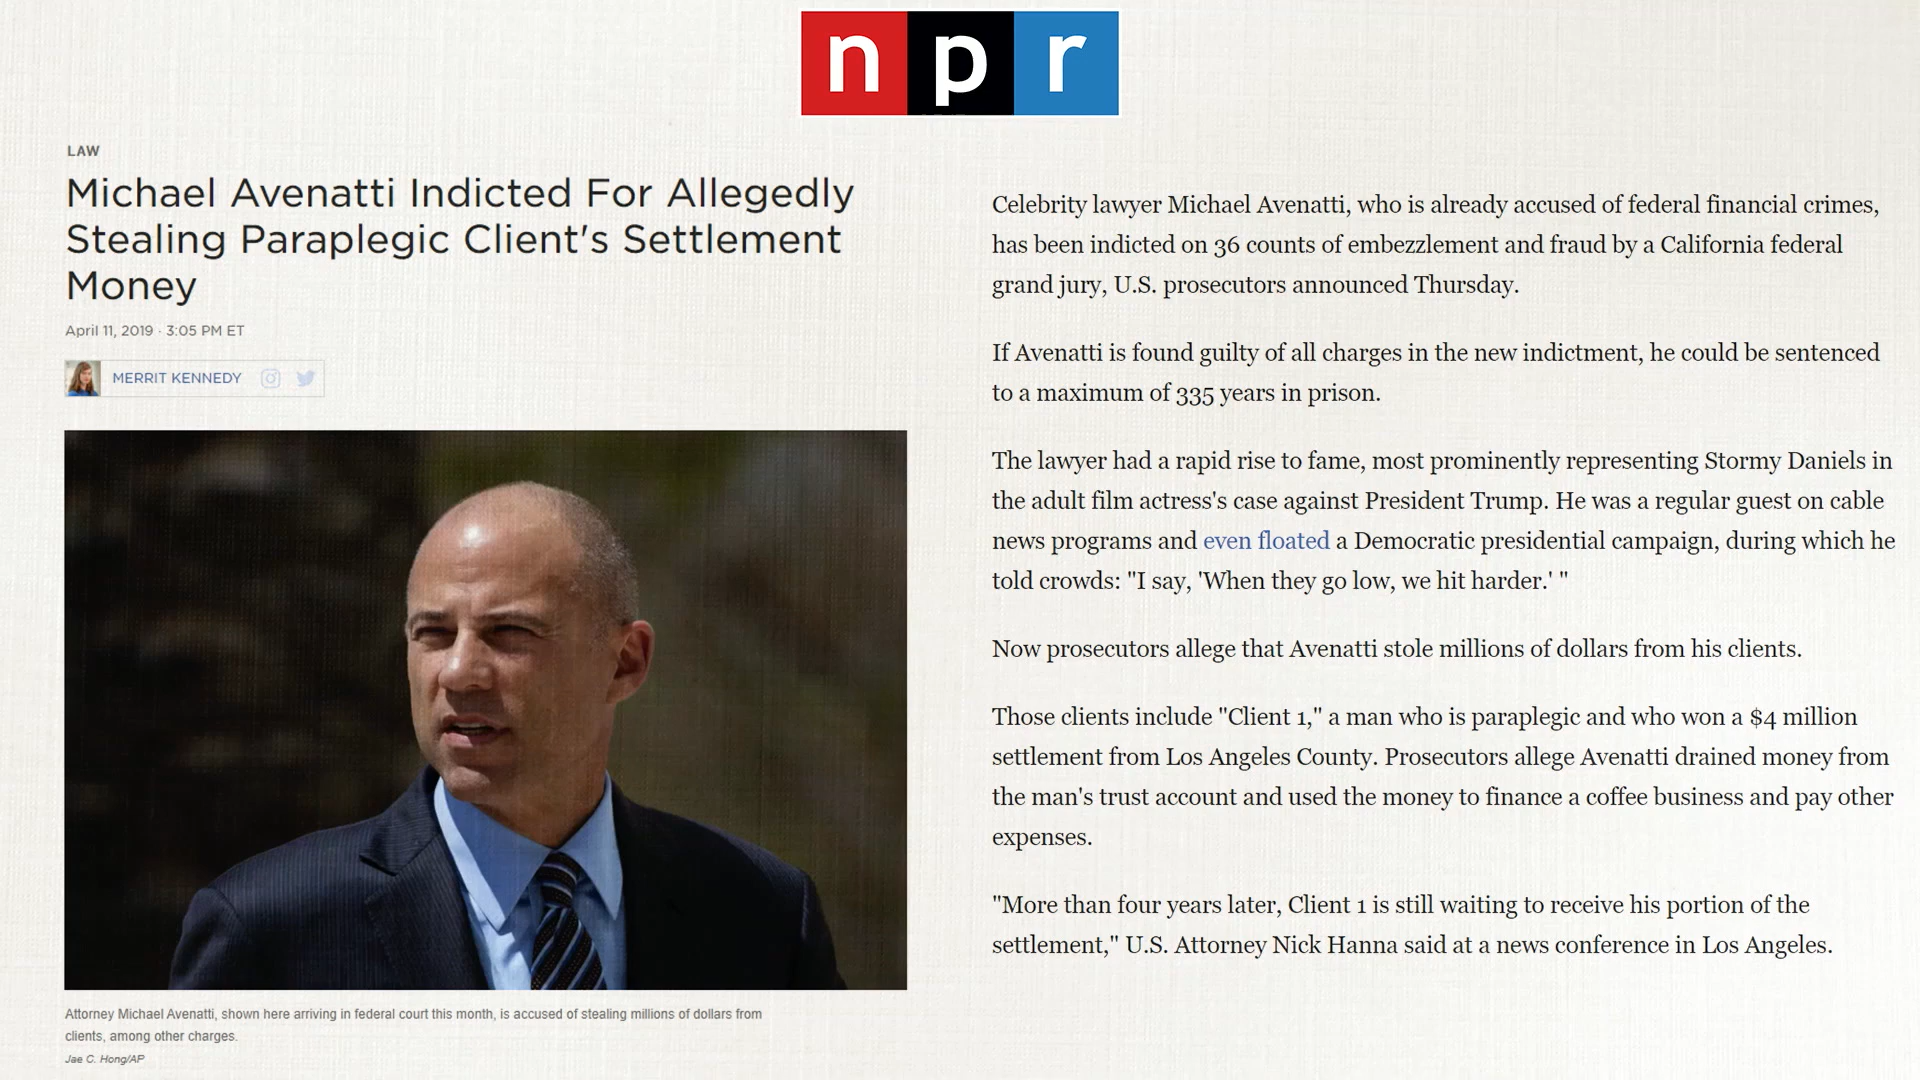 npr
LAW
Michael Avenatti Indicted For Allegedly
Stealing Paraplegic Client's Settlement
Money
April 11, 2019 · 3:05 PM ET
MERRIT KENNEDY
Attorney Michael Avenatti, shown here arriving in federal court this month, is accused of stealing millions of dollars from
clients, among other charges.
Jae C. Hong/AP
Celebrity lawyer Michael Avenatti, who is already accused of federal financial crimes,
has been indicted on 36 counts of embezzlement and fraud by a California federal
grand jury, U.S. prosecutors announced Thursday.
If Avenatti is found guilty of all charges in the new indictment, he could be sentenced
to a maximum of 335 years in prison.
The lawyer had a rapid rise to fame, most prominently representing Stormy Daniels in
the adult film actress's case against President Trump. He was a regular guest on cable
news programs and even floated a Democratic presidential campaign, during which he
told crowds: "I say, 'When they go low, we hit harder.' "
Now prosecutors allege that Avenatti stole millions of dollars from his clients.
Those clients include "Client 1," a man who is paraplegic and who won a $4 million
settlement from Los Angeles County. Prosecutors allege Avenatti drained money from
the man's trust account and used the money to finance a coffee business and pay other
expenses.
"More than four years later, Client 1 is still waiting to receive his portion of the
settlement," U.S. Attorney Nick Hanna said at a news conference in Los Angeles.